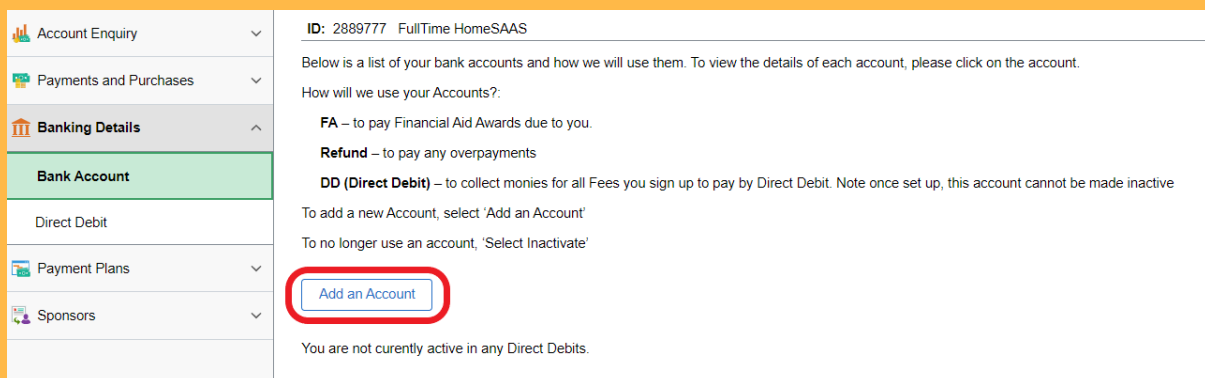 Account Enquiry
Payments and Purchases
Banking Details
Bank Account
Direct Debit
Payment Plans
Sponsors
ID: 2889777 FullTime HomeSAAS
Below is a list of your bank accounts and how we will use them. To view the details of each account, please click on the account.
How will we use your Accounts?:
FA – to pay Financial Aid Awards due to you.
Refund – to pay any overpayments
DD (Direct Debit) – to collect monies for all Fees you sign up to pay by Direct Debit. Note once set up, this account cannot be made inactive
To add a new Account, select ‘Add an Account’
To no longer use an account, ‘Select Inactivate’
Add an Account
You are not curently active in any Direct Debits.